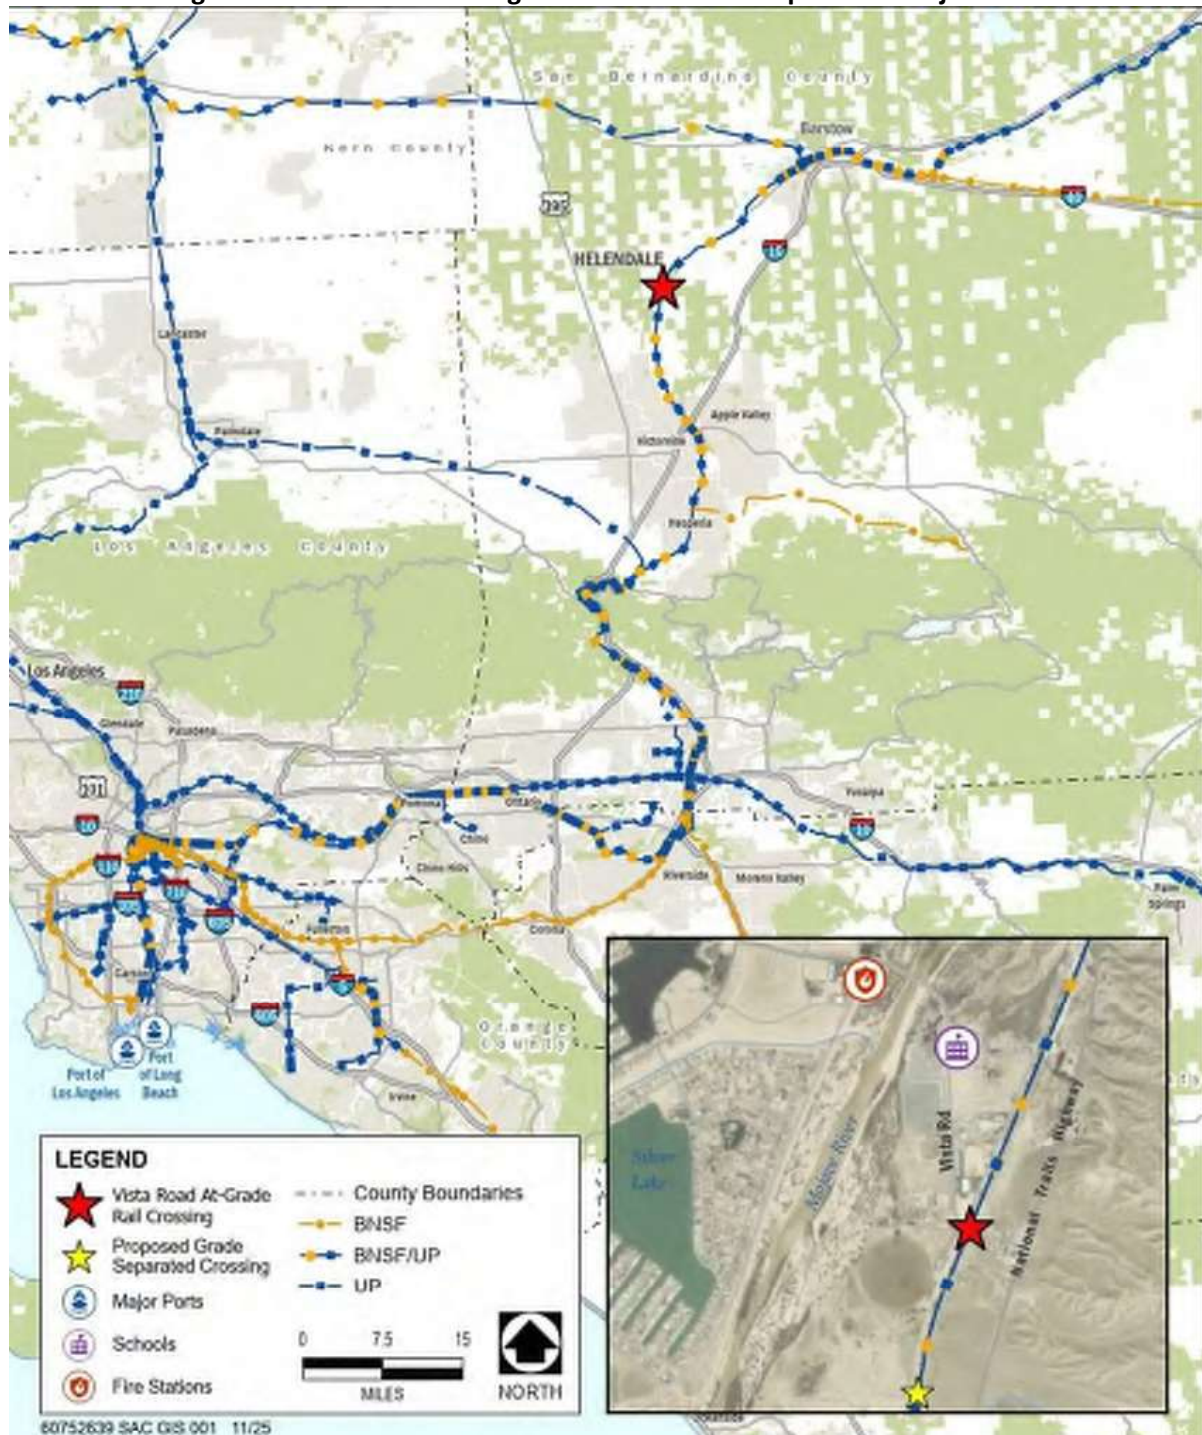 San Bernardino County
Barstow
Kern County
395
40
HELENDALE
15
Lancaster
Apple Valley
Palmdale
Victorville
Hesperia
Los Angeles County
Los Angeles
210
Glendale
Pasadena
101
Pomona
Ontario
Yucaipa
10
10
Chino
Chino Hills
Riverside
Moreno Valley
Palm
Springs
Fullerton
Corona
Carson
5
Orange
County
Port of
Los Angeles
Port
of Long
Beach
Irvine
Vista Rd
Mojave River
Silver
Lake
National Trails Highway
LEGEND
Vista Road At-Grade
Rail Crossing
Proposed Grade
Separated Crossing
Major Ports
Schools
Fire Stations
County Boundaries
BNSF
BNSF/UP
UP
0 7.5 15
MILES
NORTH
Oceanside
60752639 SAC GIS 001 11/25